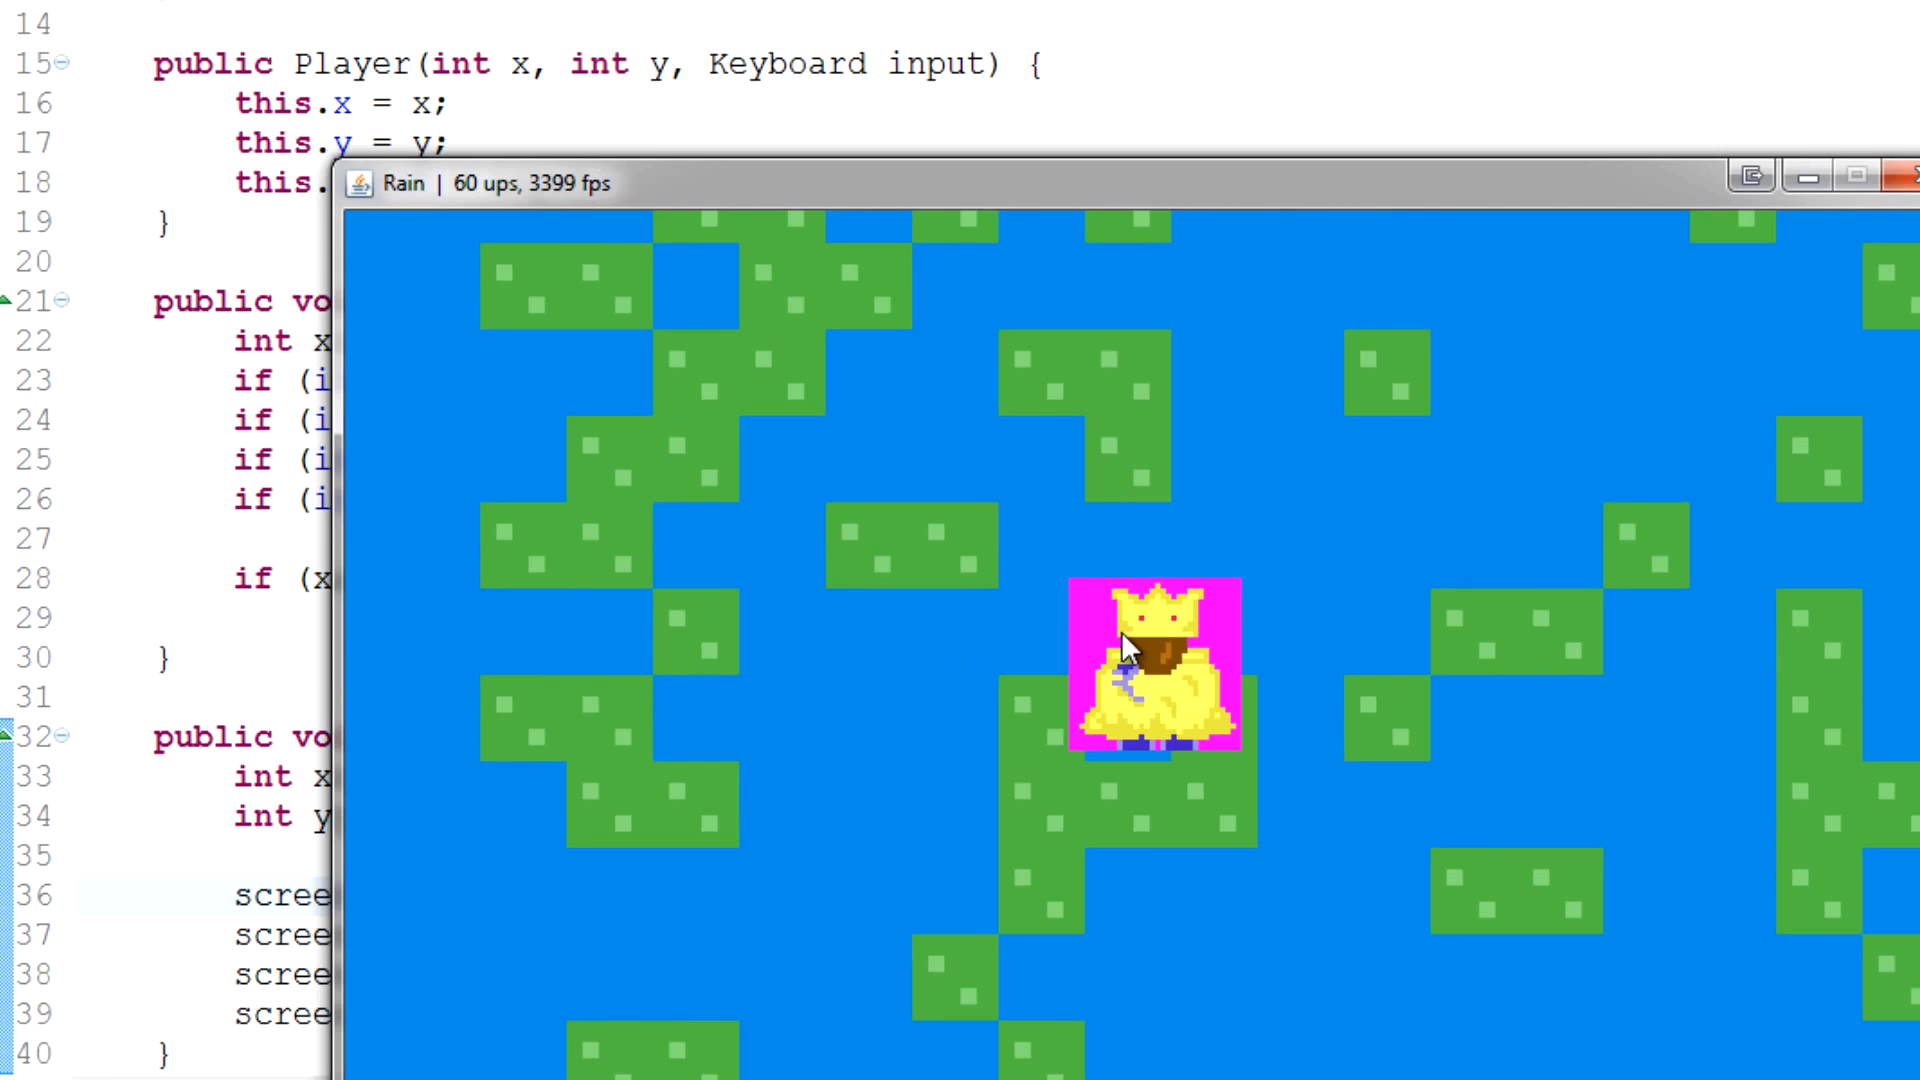 14
15 public Player(int x, int y, Keyboard input) {
16 this.x = x;
17 this.y = y;
18 this.
Rain | 60 ups, 3399 fps
19 }
20
21 public vo
22 int x
23 if (i
24 if (i
25 if (i
26 if (i
27
28 if (x
29
30 }
31
32 public vo
33 int x
34 int y
35
36 scree
37 scree
38 scree
39 scree
40 }